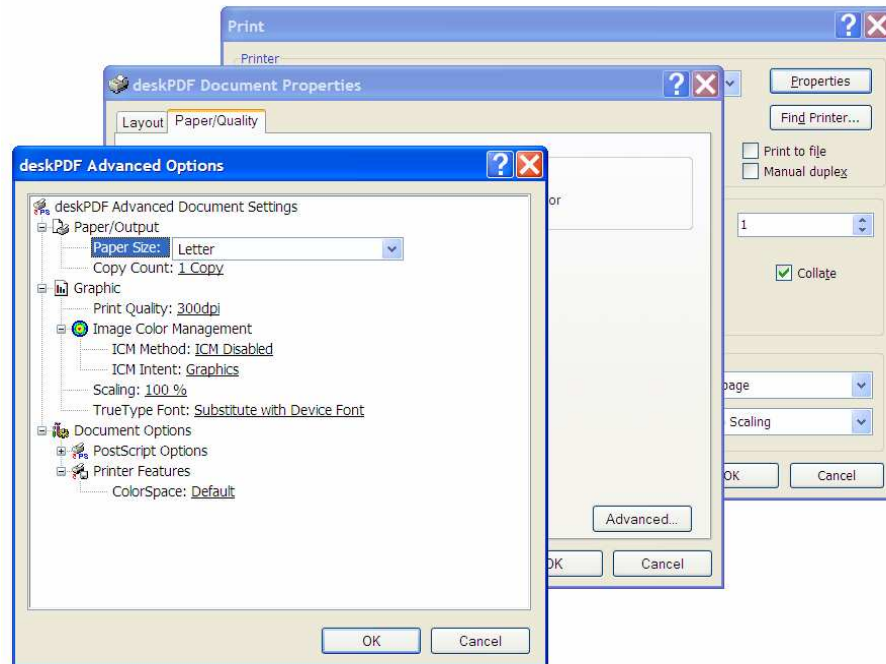 Print
Printer
Properties
Find Printer...
Print to file
Manual duplex
1
Collate
page
Scaling
OK
Cancel
deskPDF Document Properties
Layout
Paper/Quality
or
Advanced...
OK
Cancel
deskPDF Advanced Options
deskPDF Advanced Document Settings
Paper/Output
Paper Size: Letter
Copy Count: 1 Copy
Graphic
Print Quality: 300dpi
Image Color Management
ICM Method: ICM Disabled
ICM Intent: Graphics
Scaling: 100 %
TrueType Font: Substitute with Device Font
Document Options
PostScript Options
Printer Features
ColorSpace: Default
OK
Cancel